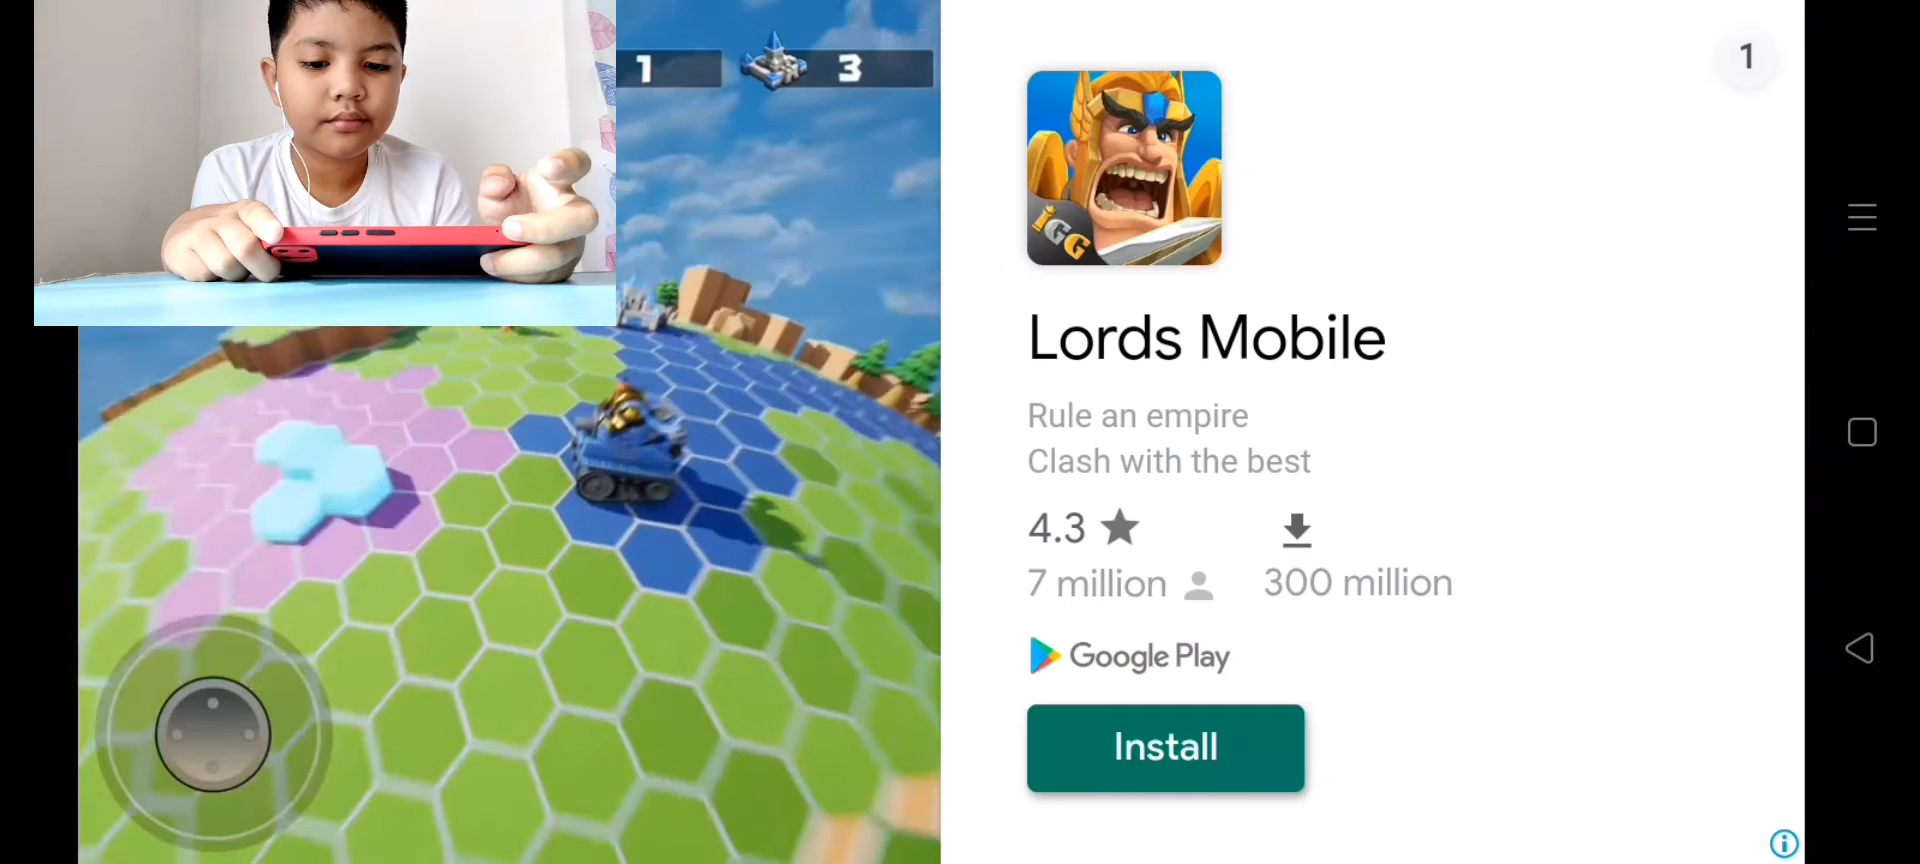 1
3
1
IGG
Lords Mobile
Rule an empire
Clash with the best
4.3
7 million
300 million
Google Play
Install